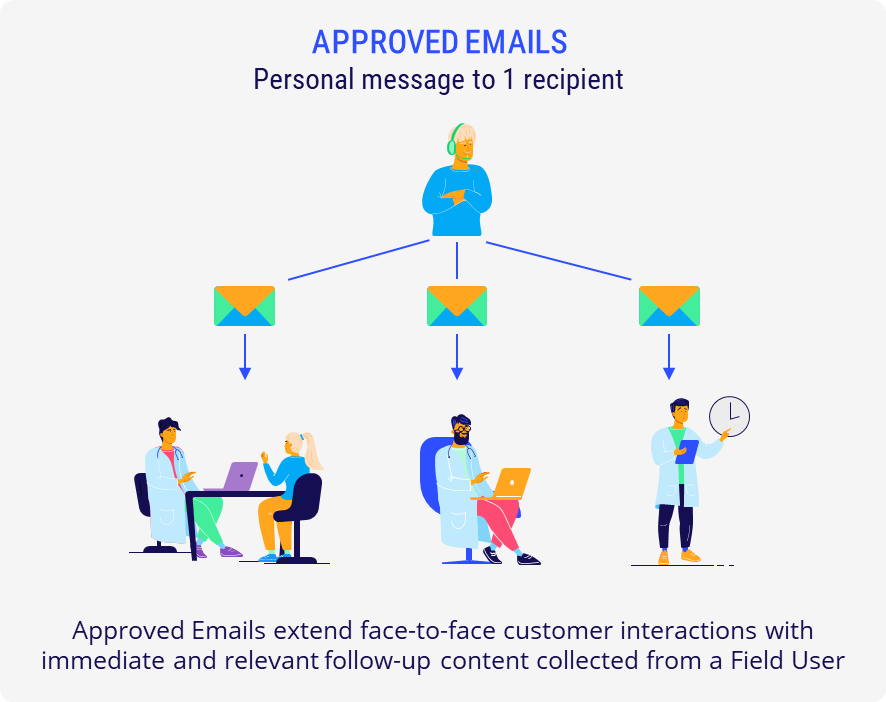 APPROVED EMAILS
Personal message to 1 recipient
Approved Emails extend face-to-face customer interactions with
immediate and relevant follow-up content collected from a Field User